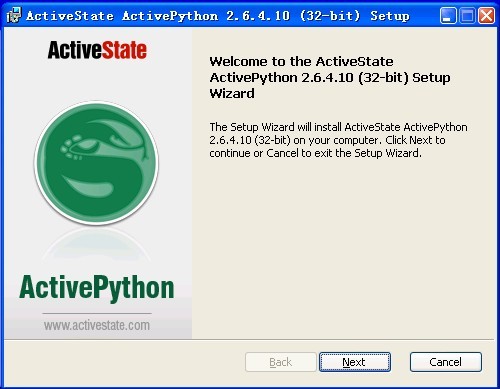 ActiveState ActivePython 2.6.4.10 (32-bit) Setup
ActiveState
Welcome to the ActiveState
ActivePython 2.6.4.10 (32-bit) Setup
Wizard
The Setup Wizard will install ActiveState ActivePython
2.6.4.10 (32-bit) on your computer. Click Next to
continue or Cancel to exit the Setup Wizard.
ActivePython
www.activestate.com
Back
Next
Cancel